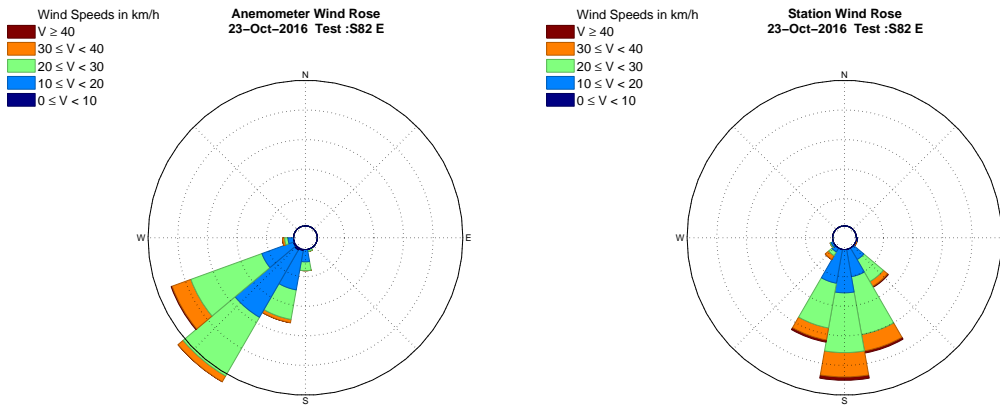 Wind Speeds in km/h
V ≥ 40
30 ≤ V < 40
20 ≤ V < 30
10 ≤ V < 20
0 ≤ V < 10
Anemometer Wind Rose
23−Oct−2016 Test :S82 E
N
W
E
S
Wind Speeds in km/h
V ≥ 40
30 ≤ V < 40
20 ≤ V < 30
10 ≤ V < 20
0 ≤ V < 10
Station Wind Rose
23−Oct−2016 Test :S82 E
N
W
S